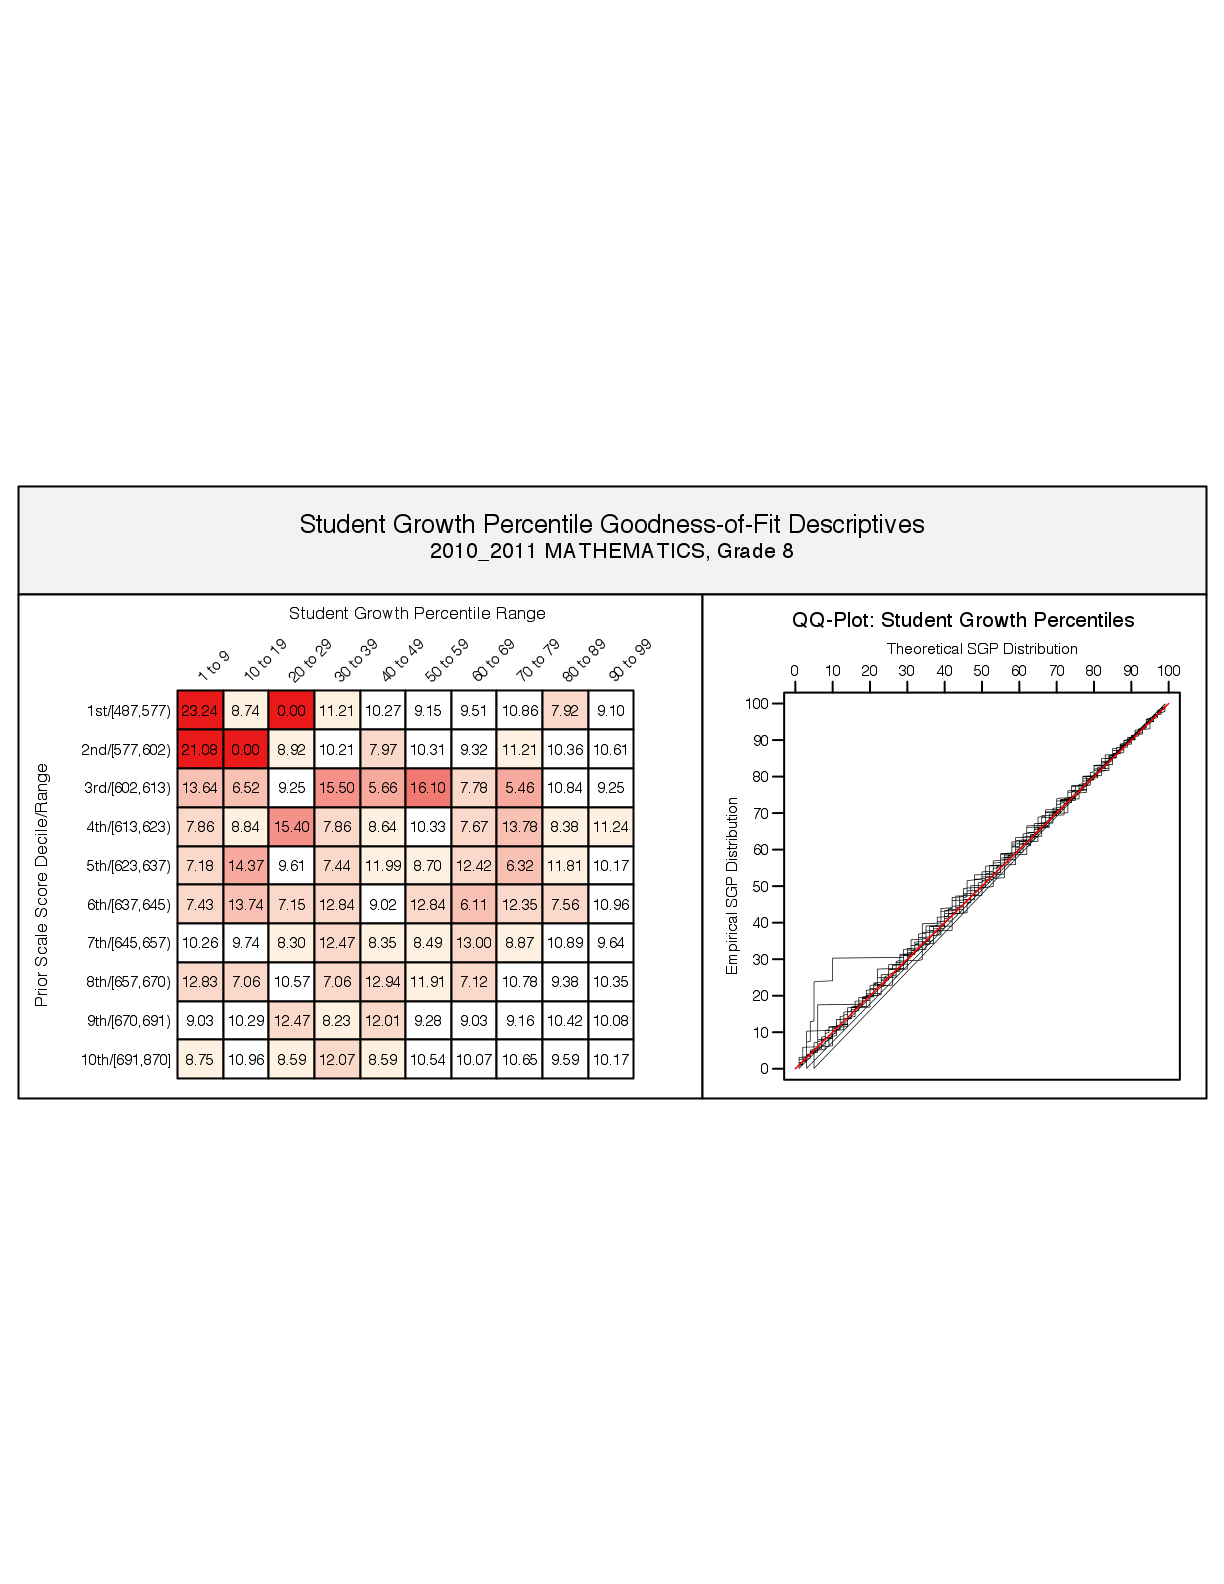 Student Growth Percentile Goodness-of-Fit Descriptives
2010_2011 MATHEMATICS, Grade 8
Student Growth Percentile Range
1 to 9 10 to 19 20 to 29 30 to 39 40 to 49 50 to 59 60 to 69 70 to 79 80 to 89 90 to 99
Prior Scale Score Decile/Range
1st/[487,577) 23.24 8.74 0.00 11.21 10.27 9.15 9.51 10.86 7.92 9.10
2nd/[577,602) 21.08 0.00 8.92 10.21 7.97 10.31 9.32 11.21 10.36 10.61
3rd/[602,613) 13.64 6.52 9.25 15.50 5.66 16.10 7.78 5.46 10.84 9.25
4th/[613,623) 7.86 8.84 15.40 7.86 8.64 10.33 7.67 13.78 8.38 11.24
5th/[623,637) 7.18 14.37 9.61 7.44 11.99 8.70 12.42 6.32 11.81 10.17
6th/[637,645) 7.43 13.74 7.15 12.84 9.02 12.84 6.11 12.35 7.56 10.96
7th/[645,657) 10.26 9.74 8.30 12.47 8.35 8.49 13.00 8.87 10.89 9.64
8th/[657,670) 12.83 7.06 10.57 7.06 12.94 11.91 7.12 10.78 9.38 10.35
9th/[670,691) 9.03 10.29 12.47 8.23 12.01 9.28 9.03 9.16 10.42 10.08
10th/[691,870] 8.75 10.96 8.59 12.07 8.59 10.54 10.07 10.65 9.59 10.17
QQ-Plot: Student Growth Percentiles
Theoretical SGP Distribution
0 10 20 30 40 50 60 70 80 90 100
Empirical SGP Distribution
100
90
80
70
60
50
40
30
20
10
0